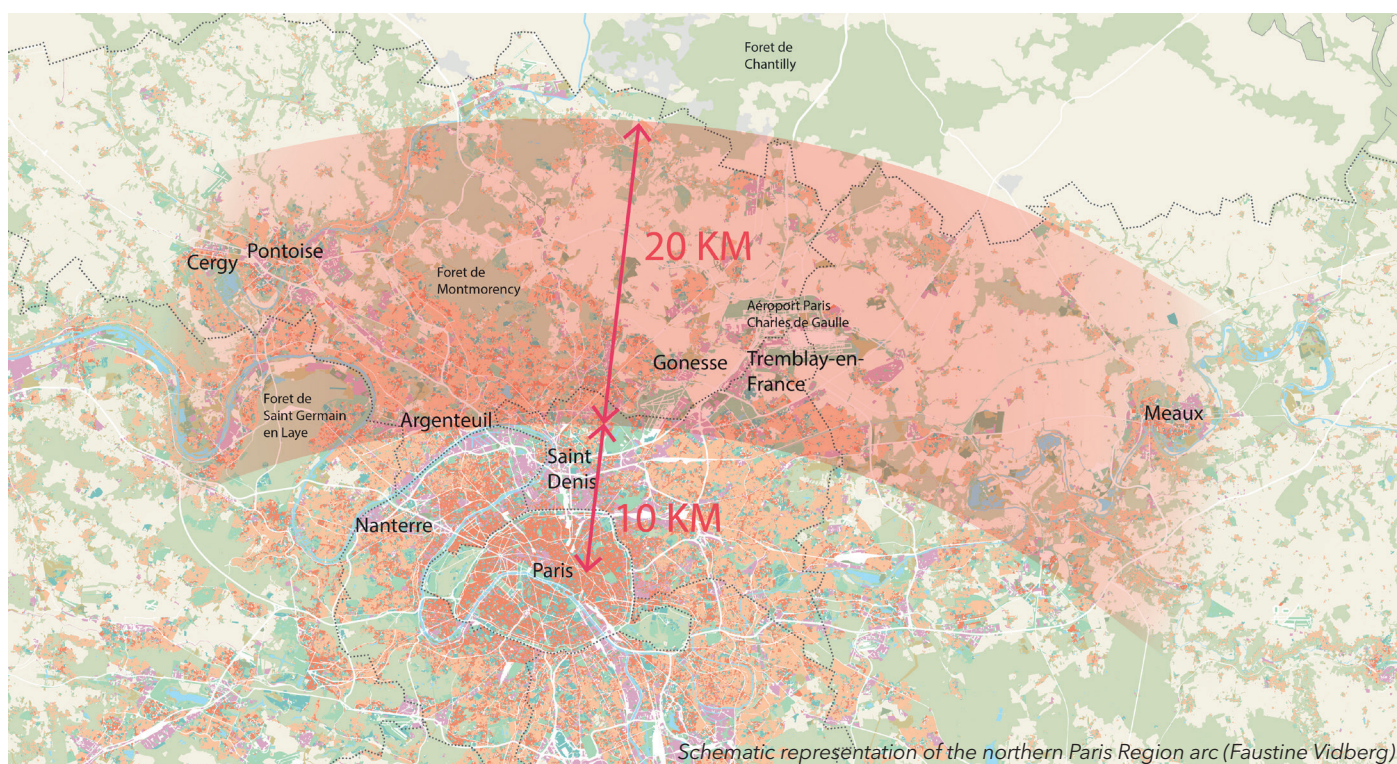 Foret de
Chantilly
20 KM
Pontoise
Cergy
Foret de
Montmorency
Aéroport Paris
Charles de Gaulle
Gonesse
Tremblay-en-
France
Foret de
Saint Germain
en Laye
Argenteuil
Meaux
Saint
Denis
10 KM
Nanterre
Paris
Schematic representation of the northern Paris Region arc (Faustine Vidberg)